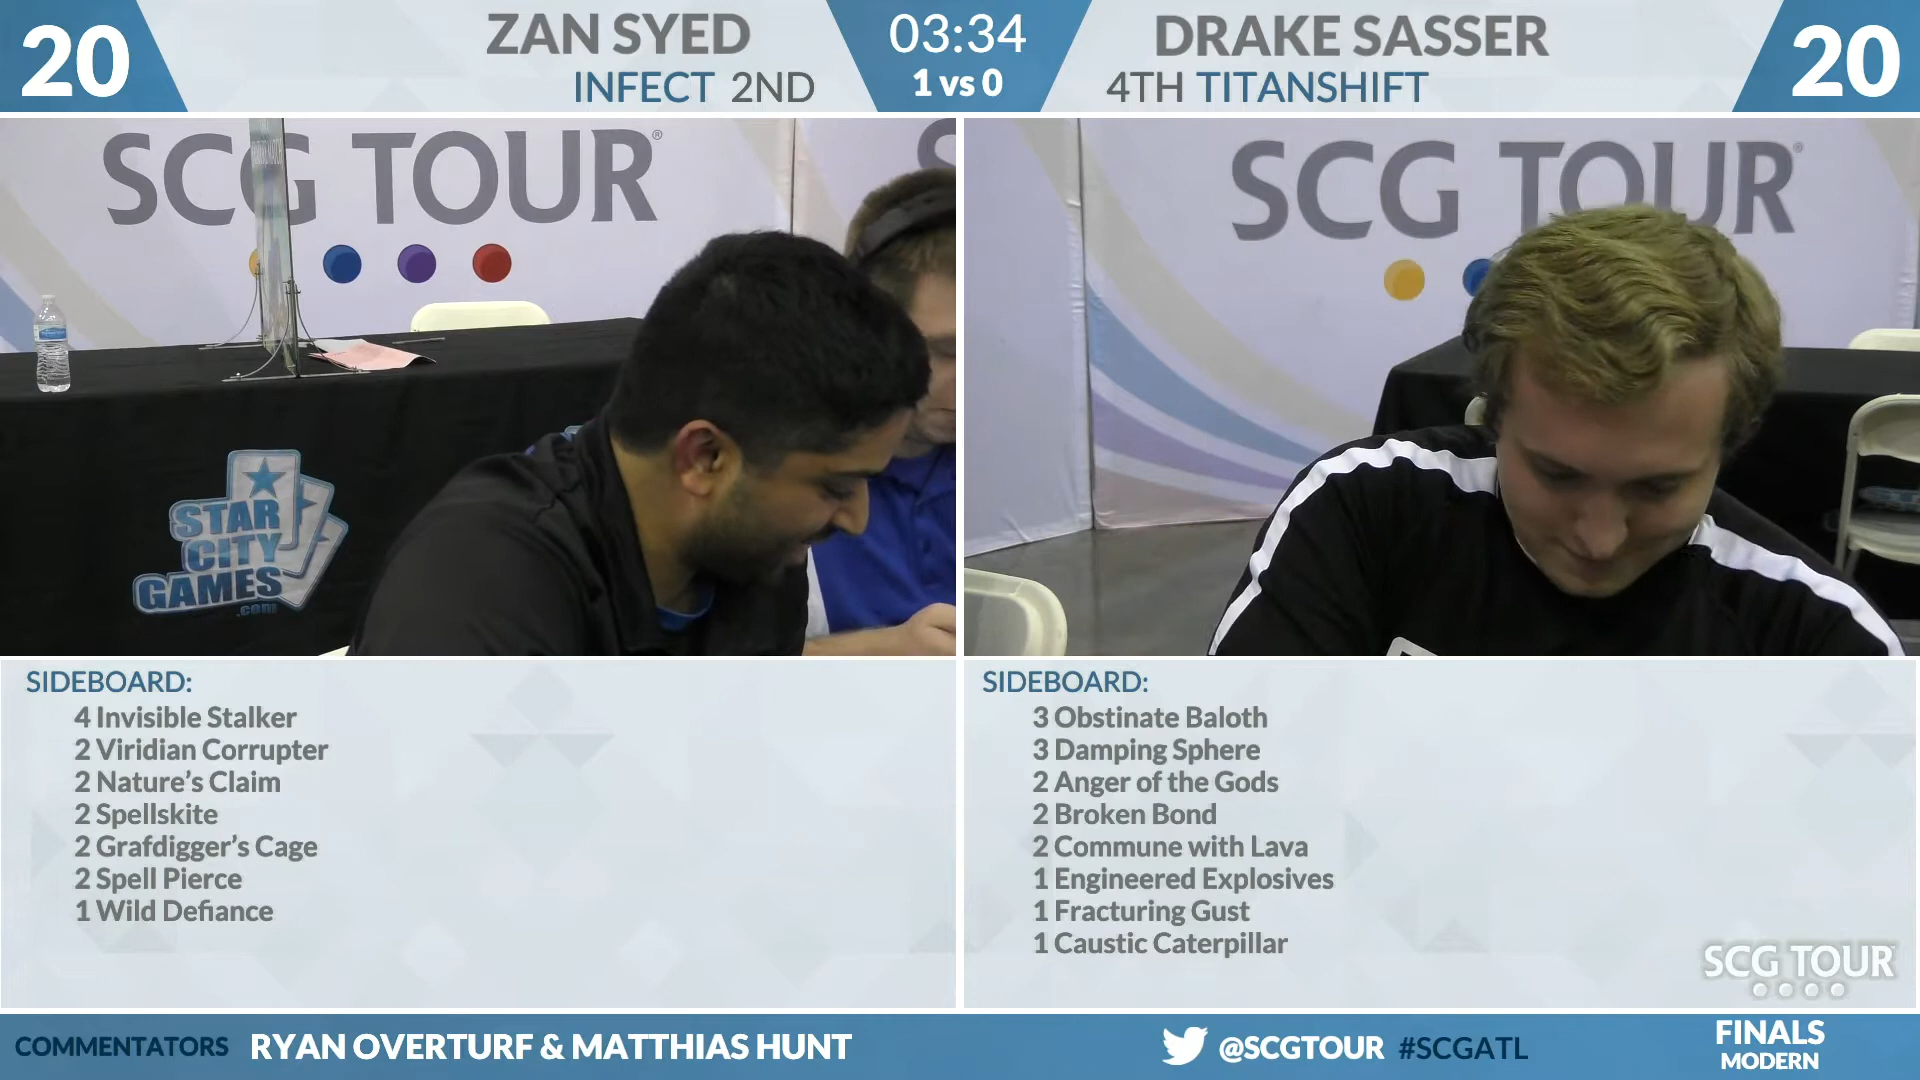 20
ZAN SYED
INFECT 2ND
03:34
1 vs 0
DRAKE SASSER
4TH TITANSHIFT
20
SCG TOUR®
SCG TOUR®
STAR
CITY
GAMES
.com
SIDEBOARD:
4 Invisible Stalker
2 Viridian Corrupter
2 Nature's Claim
2 Spellskite
2 Grafdigger's Cage
2 Spell Pierce
1 Wild Defiance
SIDEBOARD:
3 Obstinate Baloth
3 Damping Sphere
2 Anger of the Gods
2 Broken Bond
2 Commune with Lava
1 Engineered Explosives
1 Fracturing Gust
1 Caustic Caterpillar
SCG TOUR
COMMENTATORS RYAN OVERTURF & MATTHIAS HUNT
@SCGTOUR #SCGATL
FINALS
MODERN